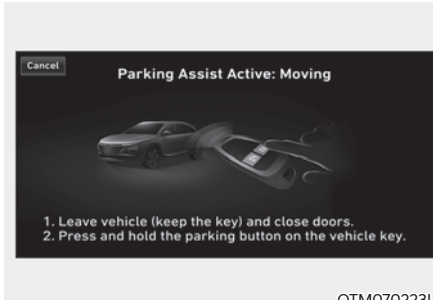 Cancel
Parking Assist Active: Moving
1. Leave vehicle (keep the key) and close doors.
2. Press and hold the parking button on the vehicle key.